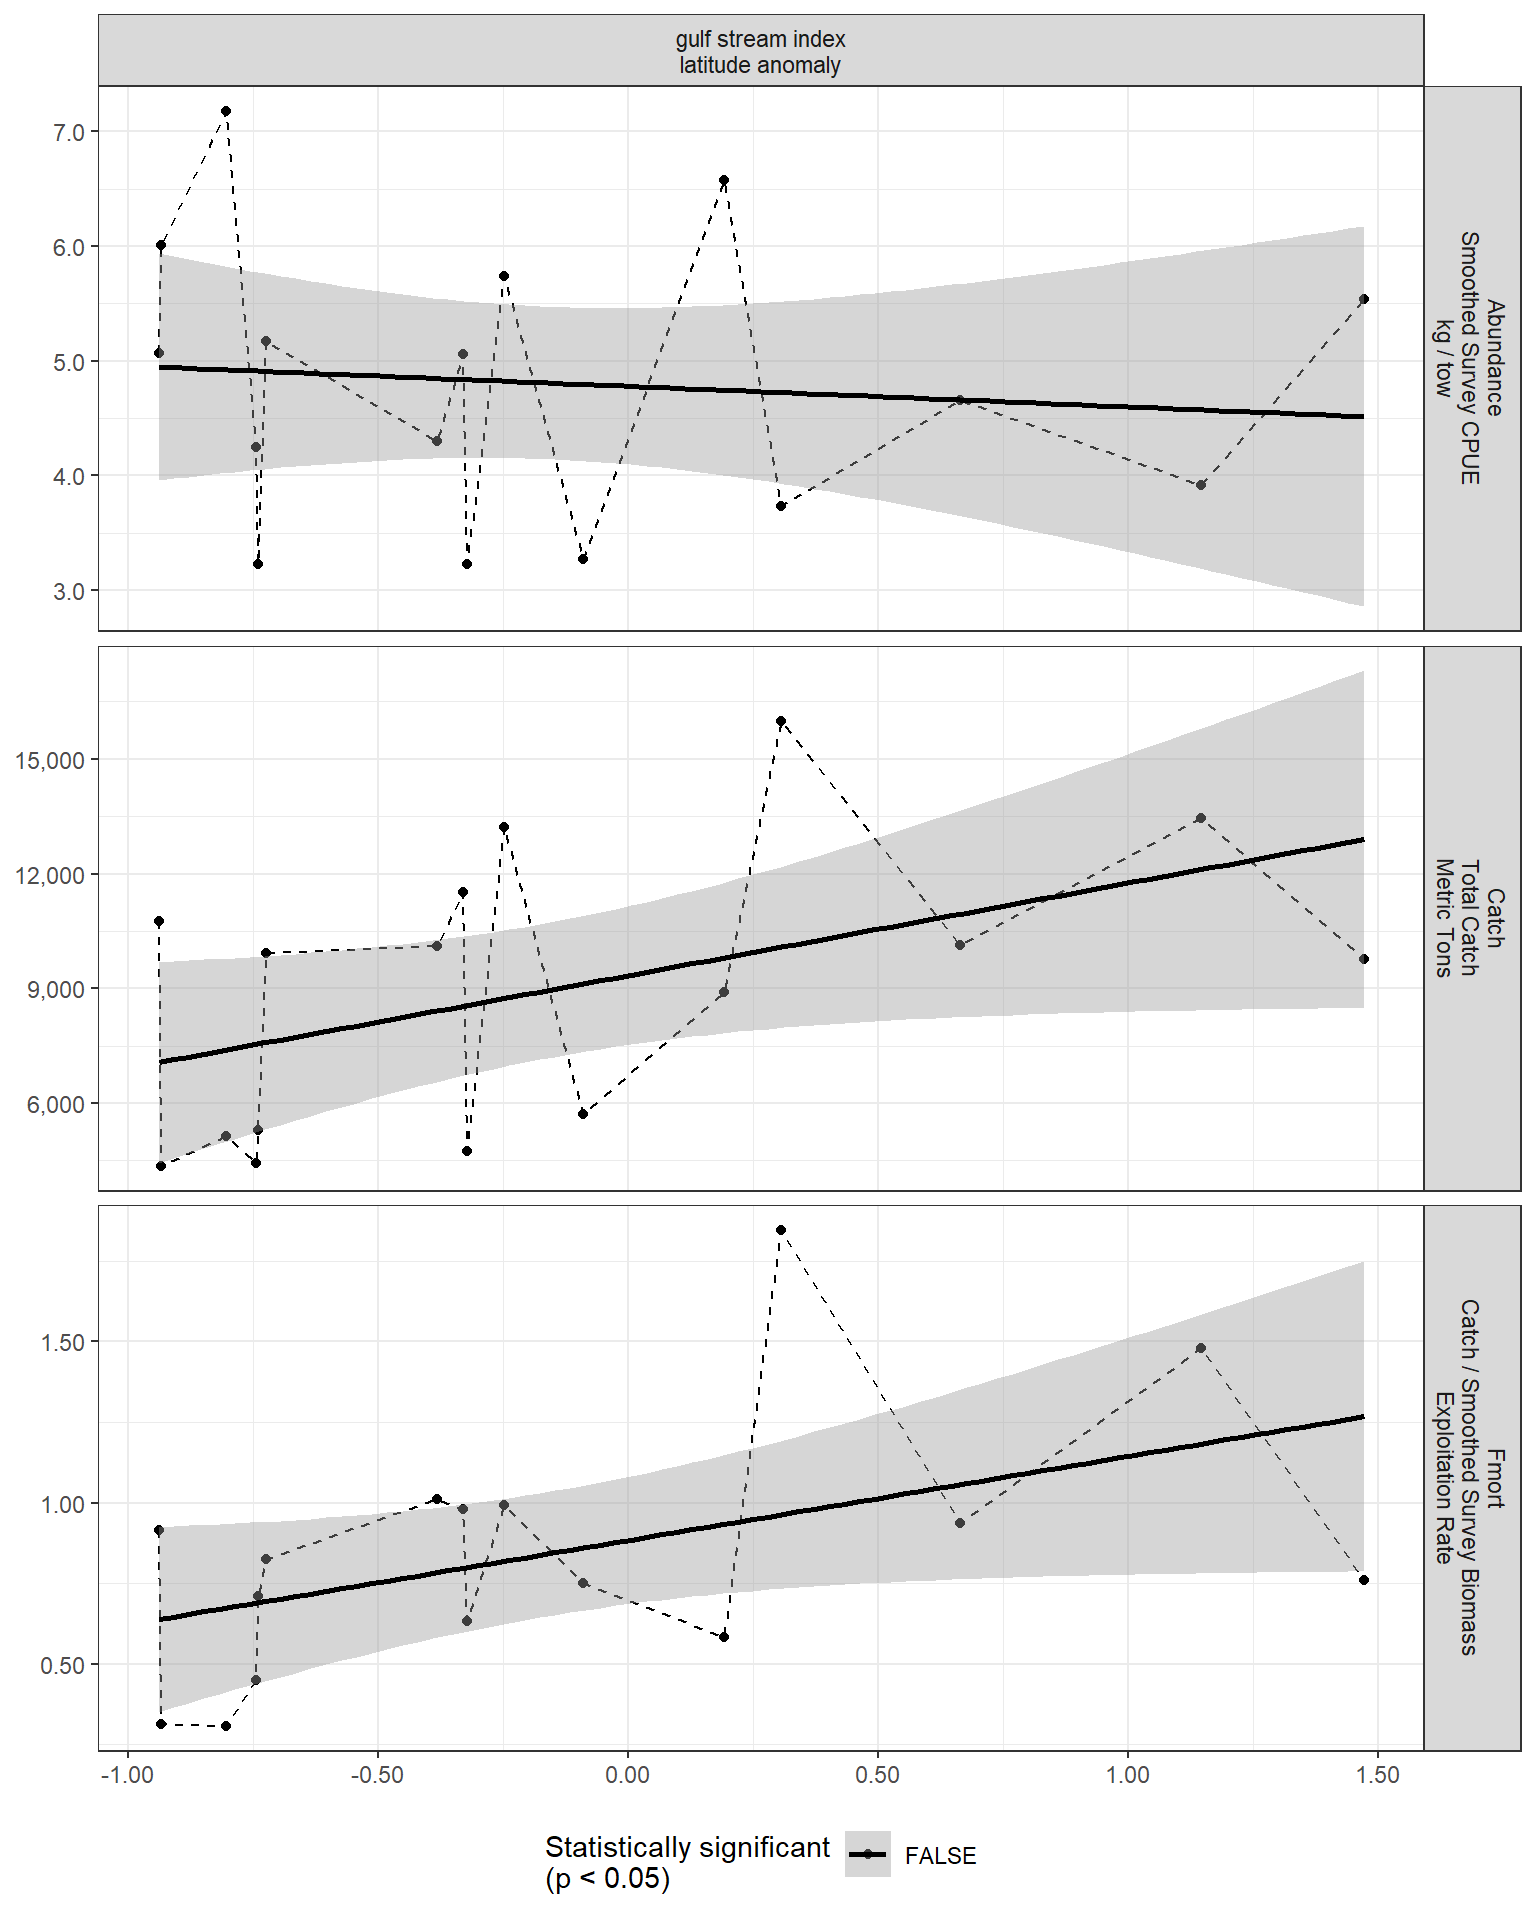 gulf stream index
latitude anomaly
7.0
6.0
5.0
4.0
3.0
Abundance
Smoothed Survey CPUE
kg / tow
15,000
12,000
9,000
6,000
Catch
Total Catch
Metric Tons
1.50
1.00
0.50
Fmort
Catch / Smoothed Survey Biomass
Exploitation Rate
-1.00
-0.50
0.00
0.50
1.00
1.50
Statistically significant
(p < 0.05)
FALSE